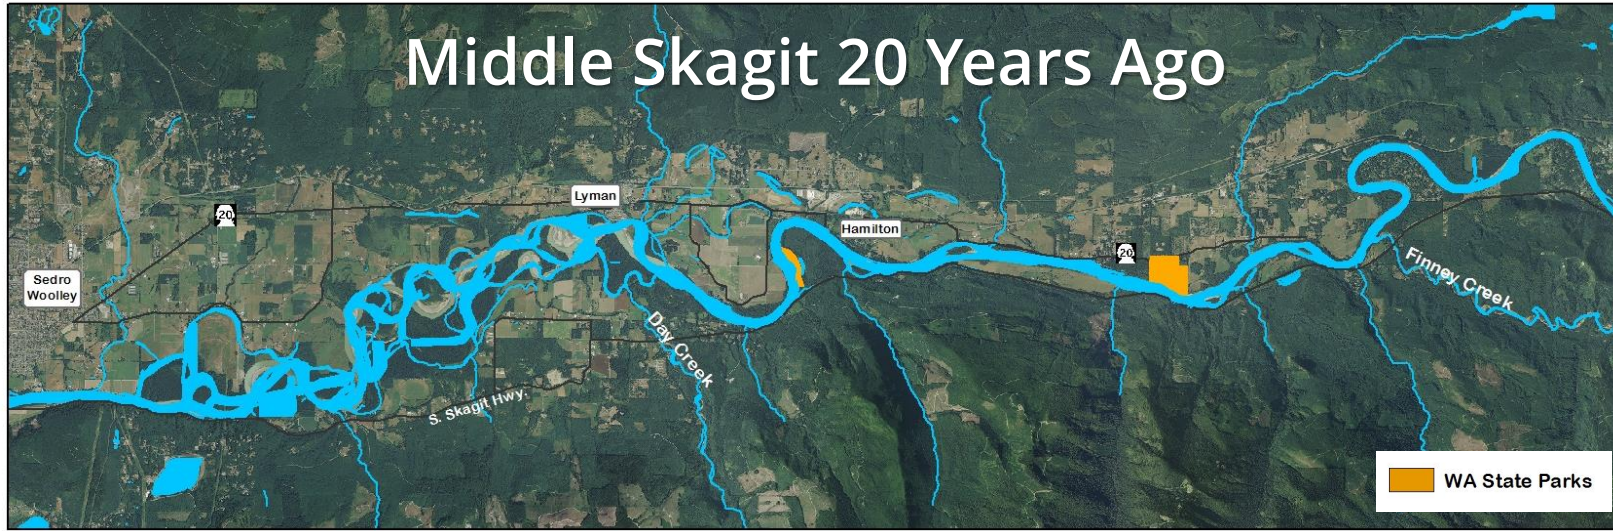 Middle Skagit 20 Years Ago
Lyman
20
Hamilton
20
Sedro
Woolley
Finney Creek
Day Creek
S. Skagit Hwy.
WA State Parks